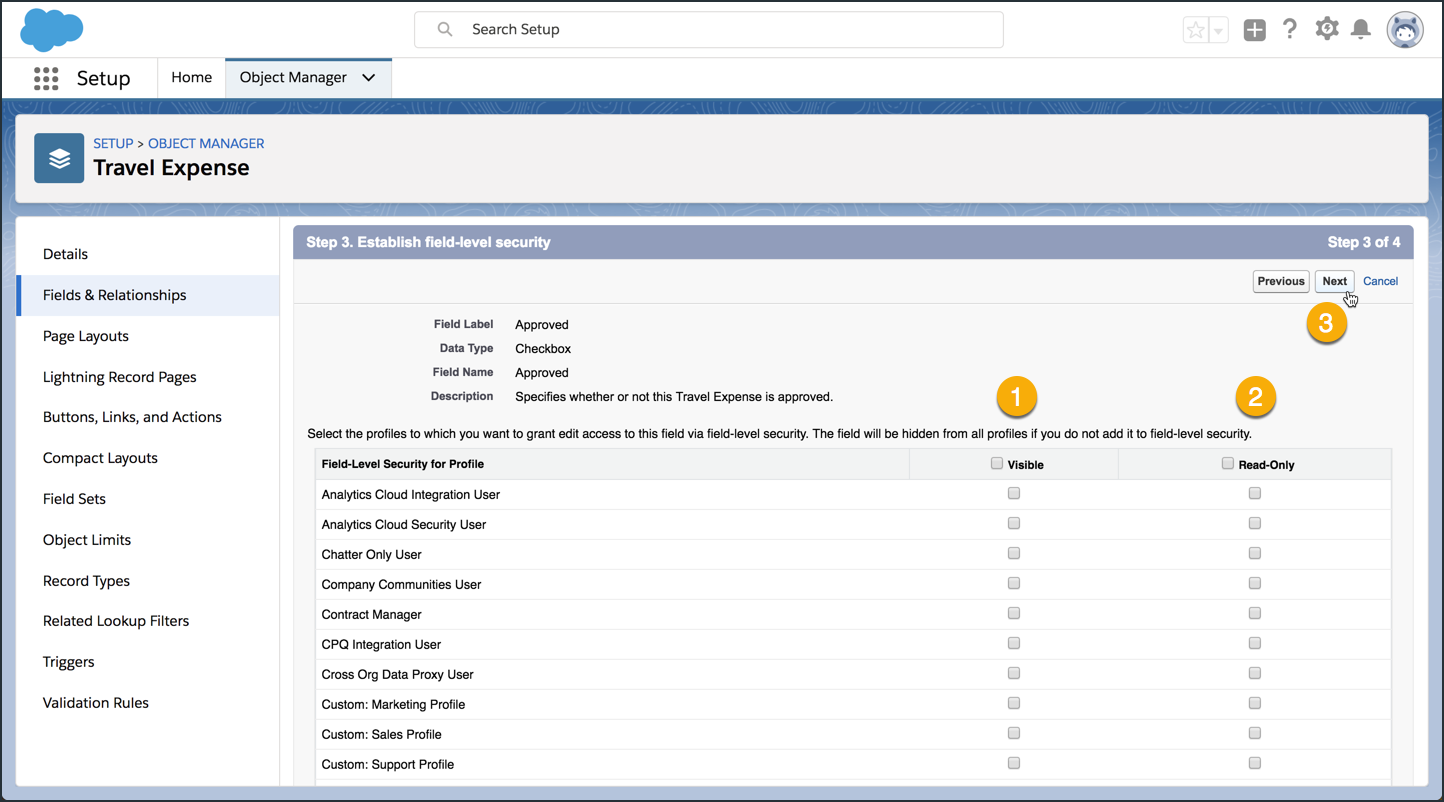 Search Setup
Setup
Home
Object Manager
SETUP > OBJECT MANAGER
Travel Expense
Details
Fields & Relationships
Page Layouts
Lightning Record Pages
Buttons, Links, and Actions
Compact Layouts
Field Sets
Object Limits
Record Types
Related Lookup Filters
Triggers
Validation Rules
Step 3. Establish field-level security Step 3 of 4
Previous Next Cancel
3
Field Label Approved
Data Type Checkbox
Field Name Approved
Description Specifies whether or not this Travel Expense is approved.
1 2
Select the profiles to which you want to grant edit access to this field via field-level security. The field will be hidden from all profiles if you do not add it to field-level security.
Field-Level Security for Profile Visible Read-Only
Analytics Cloud Integration User
Analytics Cloud Security User
Chatter Only User
Company Communities User
Contract Manager
CPQ Integration User
Cross Org Data Proxy User
Custom: Marketing Profile
Custom: Sales Profile
Custom: Support Profile